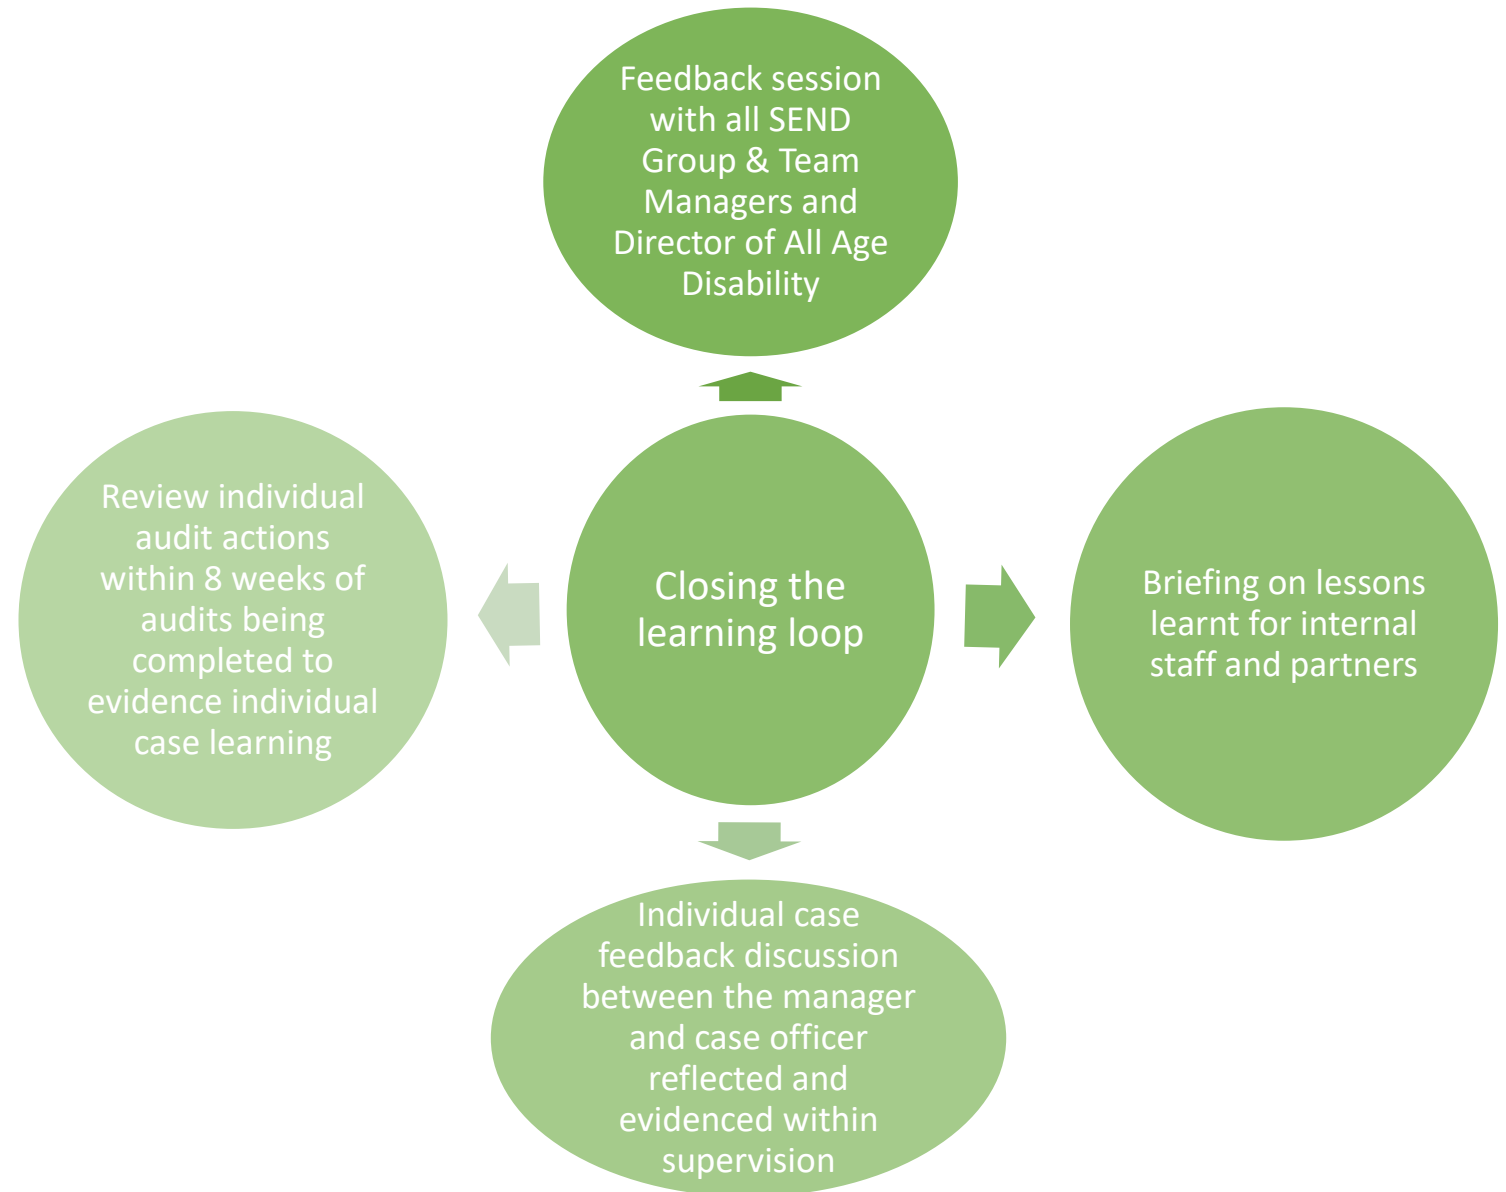 Feedback session
with all SEND
Group & Team
Managers and
Director of All Age
Disability
Review individual
audit actions
within 8 weeks of
audits being
completed to
evidence individual
case learning
Closing the
learning loop
Briefing on lessons
learnt for internal
staff and partners
Individual case
feedback discussion
between the manager
and case officer
reflected and
evidenced within
supervision